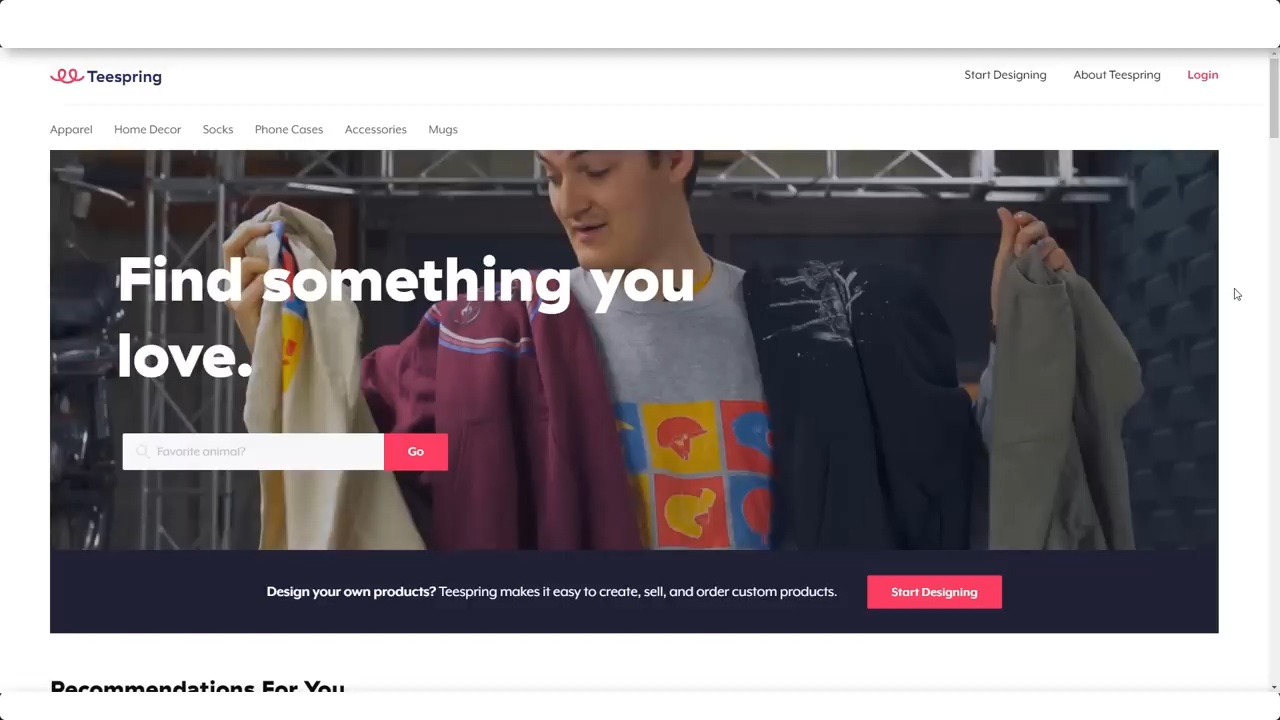 Teespring
Start Designing
About Teespring
Login
Apparel
Home Decor
Socks
Phone Cases
Accessories
Mugs
Find something you
love.
Favorite animal?
Go
Design your own products? Teespring makes it easy to create, sell, and order custom products.
Start Designing
Recommendations For You